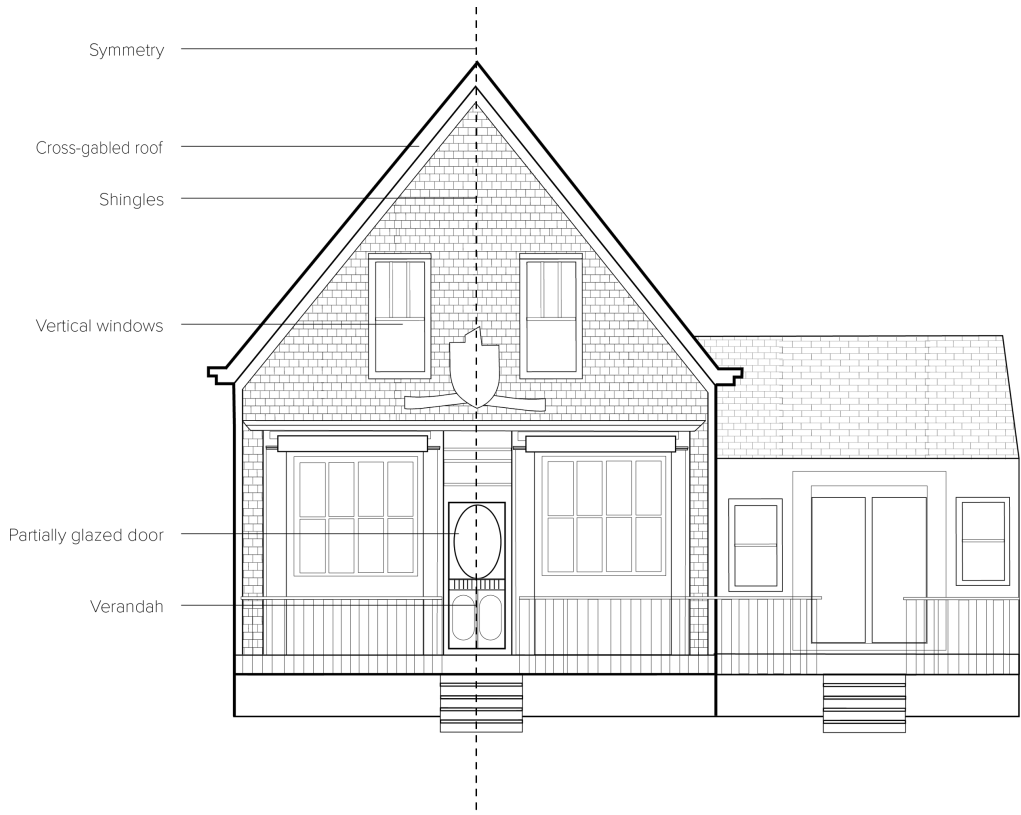 Symmetry
Cross-gabled roof
Shingles
Vertical windows
Partially glazed door
Verandah